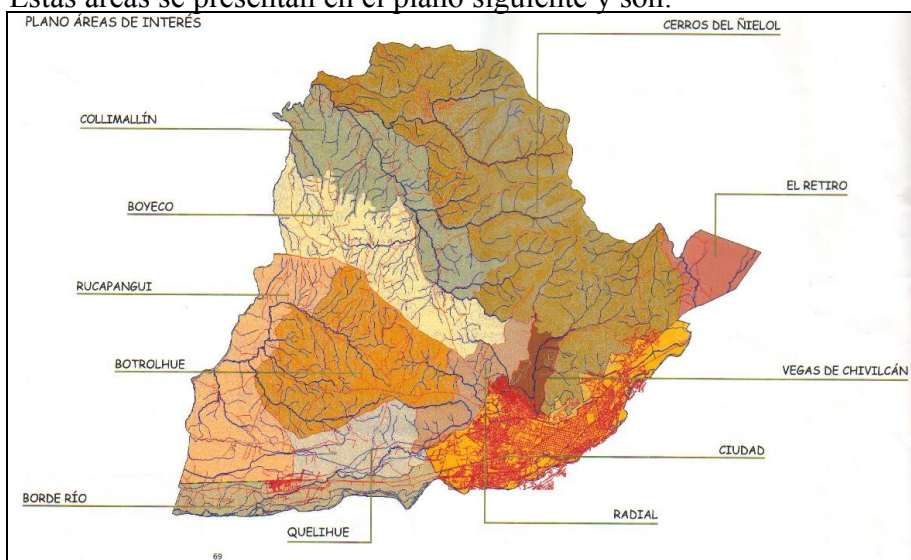 Estas áreas se presentan en el plano siguiente y son:
PLANO ÁREAS DE INTERÉS
CERROS DEL ÑIELOL
COLLIMALLÍN
EL RETIRO
BOYECO
RUCAPANGUI
BOTROLHUE
VEGAS DE CHIVILCÁN
CIUDAD
BORDE RÍO
RADIAL
QUELIHUE
69